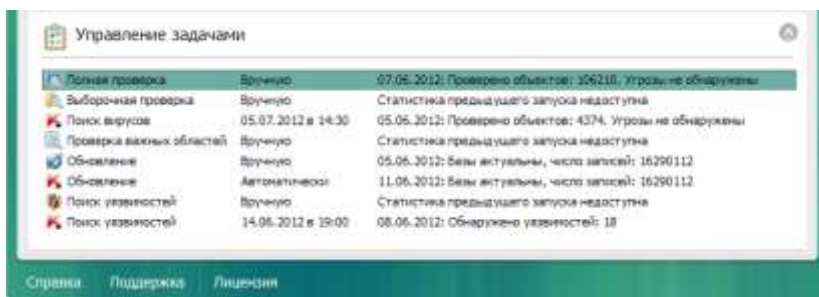 Управление задачами
Полная проверка Вручную 07.06.2012: Проверено объектов: 106210. Угрозы не обнаружены
Выборочная проверка Вручную Статистика предыдущего запуска недоступна
Поиск вирусов 05.07.2012 в 14:30 05.06.2012: Проверено объектов: 4374. Угрозы не обнаружены
Проверка важных областей Вручную Статистика предыдущего запуска недоступна
Обновление Вручную 05.06.2012: Базы актуальны, число записей: 16290112
Обновление Автоматически 11.06.2012: Базы актуальны, число записей: 16290112
Поиск уязвимостей Вручную Статистика предыдущего запуска недоступна
Поиск уязвимостей 14.06.2012 в 19:00 08.06.2012: Обнаружено уязвимостей: 18
Справка Поддержка Лицензия